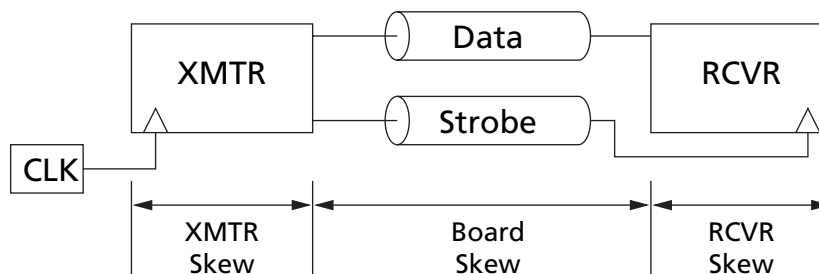 Data
XMTR
RCVR
Strobe
CLK
XMTR
Skew
Board
Skew
RCVR
Skew